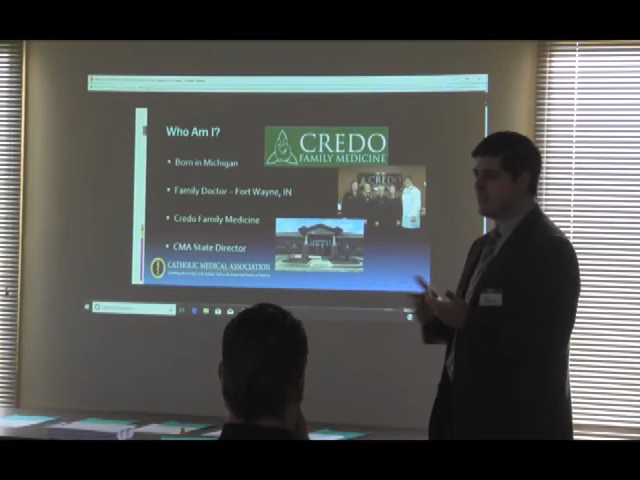 Who Am I?
CREDO
FAMILY MEDICINE
Born in Michigan
CREDO
Family Doctor – Fort Wayne, IN
Credo Family Medicine
CMA State Director
CATHOLIC MEDICAL ASSOCIATION